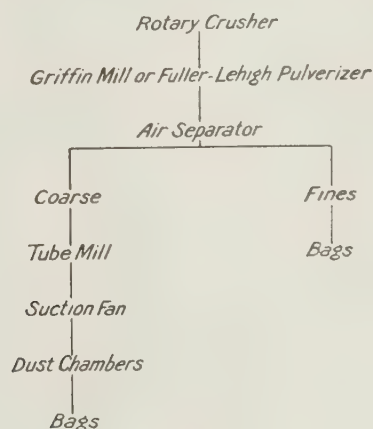 Rotary Crusher
Griffin Mill or Fuller-Lehigh Pulverizer
Air Separator
Coarse
Fines
Tube Mill
Bags
Suction Fan
Dust Chambers
Bags